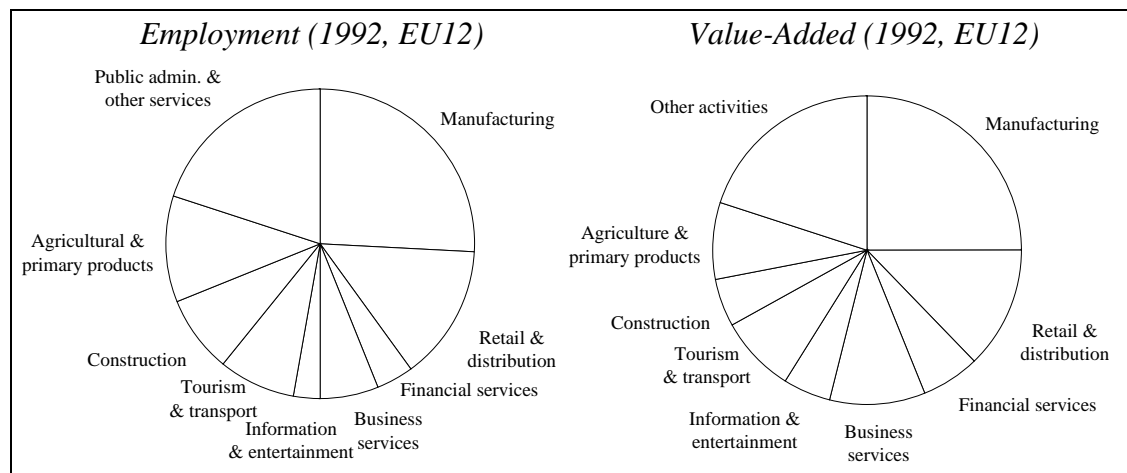 Employment (1992, EU12)
Public admin. &
other services
Manufacturing
Agricultural &
primary products
Retail &
distribution
Construction
Financial services
Tourism
& transport
Business
services
Information
& entertainment
Value-Added (1992, EU12)
Other activities
Manufacturing
Agriculture &
primary products
Construction
Retail &
distribution
Tourism
& transport
Financial services
Information &
entertainment
Business
services